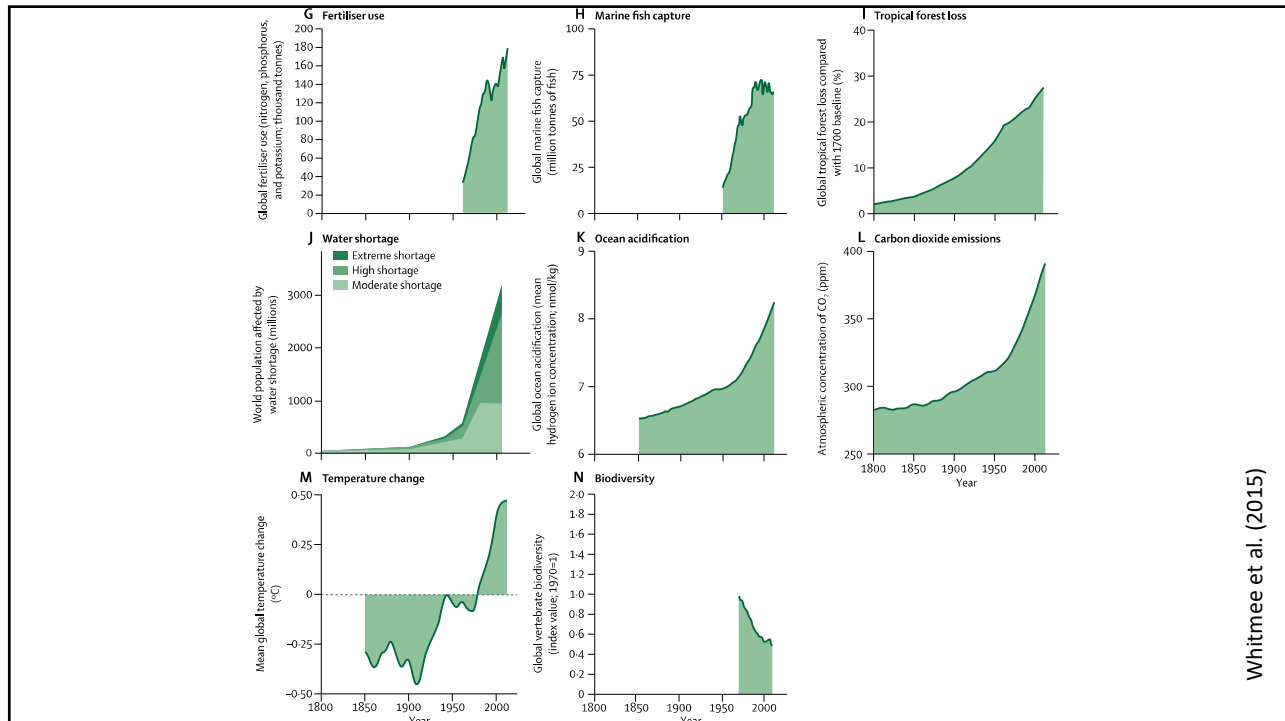 G Fertiliser use
Global fertiliser use (nitrogen, phosphorus,
and potassium; thousand tonnes)
200
180
160
140
120
100
80
60
40
20
0
H Marine fish capture
Global marine fish capture
(million tonnes of fish)
100
75
50
25
0
I Tropical forest loss
Global tropical forest loss compared
with 1700 baseline (%)
40
30
20
10
0
J Water shortage
Extreme shortage
High shortage
Moderate shortage
World population affected by
water shortage (millions)
3000
2000
1000
0
K Ocean acidification
Global ocean acidification (mean
hydrogen ion concentration; nmol/kg)
9
8
7
6
L Carbon dioxide emissions
Atmospheric concentration of CO₂ (ppm)
400
350
300
250
1800 1850 1900 1950 2000
Year
M Temperature change
Mean global temperature change
(°C)
0·50
0·25
0
−0·25
−0·50
1800 1850 1900 1950 2000
Year
N Biodiversity
Global vertebrate biodiversity
(index value; 1970=1)
2·0
1·8
1·6
1·4
1·2
1·0
0·8
0·6
0·4
0·2
0
1800 1850 1900 1950 2000
Year
Whitmee et al. (2015)